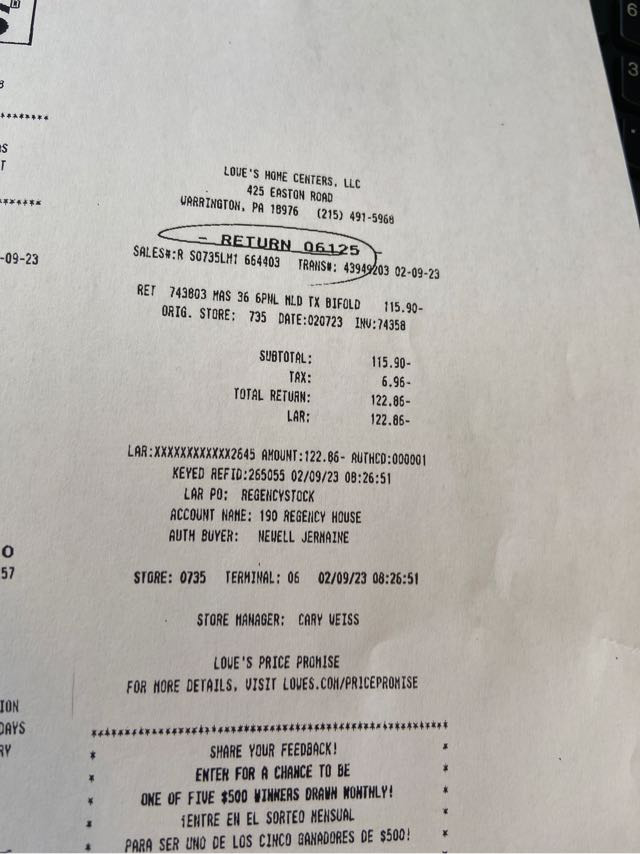 LOWE'S HOME CENTERS, LLC
425 EASTON ROAD
WARRINGTON, PA 18976 (215) 491-5968
- RETURN 06125 -
SALES#:R S0735LM1 664403 TRANS#: 43949203 02-09-23
RET 743803 MAS 36 6PNL MLD TX BIFOLD 115.90-
ORIG. STORE: 735 DATE:020723 INV:74358
SUBTOTAL: 115.90-
TAX: 6.96-
TOTAL RETURN: 122.86-
LAR: 122.86-
LAR:XXXXXXXXXXXX2645 AMOUNT:122.86- AUTHCD:000001
KEYED REFID:265055 02/09/23 08:26:51
LAR PO: REGENCYSTOCK
ACCOUNT NAME: 190 REGENCY HOUSE
AUTH BUYER: NEWELL JERMAINE
STORE: 0735 TERMINAL: 06 02/09/23 08:26:51
STORE MANAGER: CARY WEISS
LOWE'S PRICE PROMISE
FOR MORE DETAILS, VISIT LOWES.COM/PRICEPROMISE
SHARE YOUR FEEDBACK!
ENTER FOR A CHANCE TO BE
ONE OF FIVE $500 WINNERS DRAWN MONTHLY!
¡ENTRE EN EL SORTEO MENSUAL
PARA SER UNO DE LOS CINCO GANADORES DE $500!
-09-23
57
DAYS